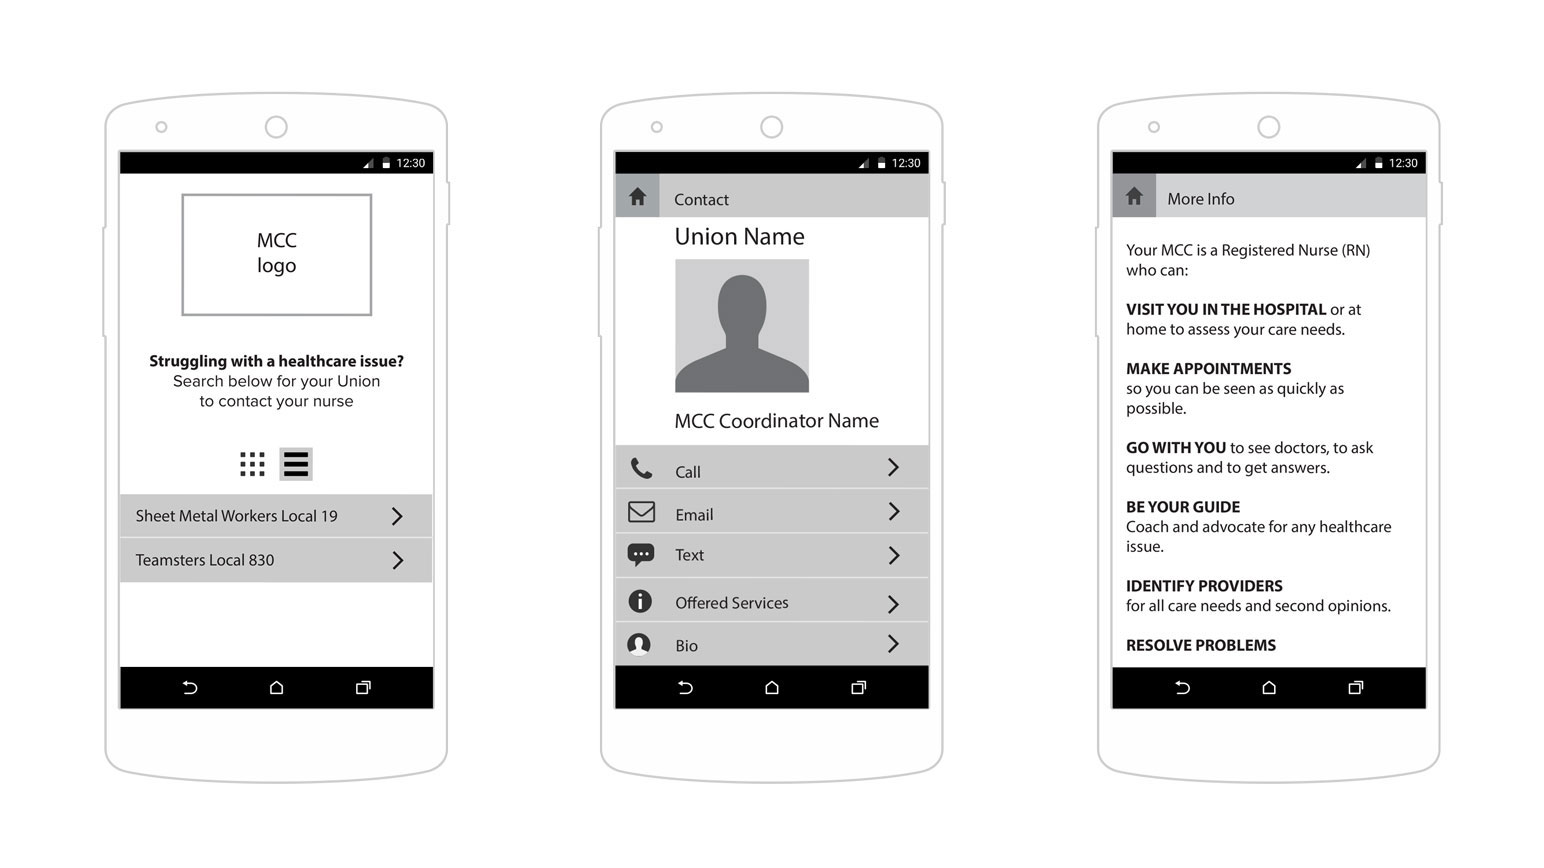 12:30
MCC
logo
Struggling with a healthcare issue?
Search below for your Union
to contact your nurse
Sheet Metal Workers Local 19
Teamsters Local 830
12:30
Contact
Union Name
MCC Coordinator Name
Call
Email
Text
Offered Services
Bio
12:30
More Info
Your MCC is a Registered Nurse (RN)
who can:
VISIT YOU IN THE HOSPITAL or at
home to assess your care needs.
MAKE APPOINTMENTS
so you can be seen as quickly as
possible.
GO WITH YOU to see doctors, to ask
questions and to get answers.
BE YOUR GUIDE
Coach and advocate for any healthcare
issue.
IDENTIFY PROVIDERS
for all care needs and second opinions.
RESOLVE PROBLEMS